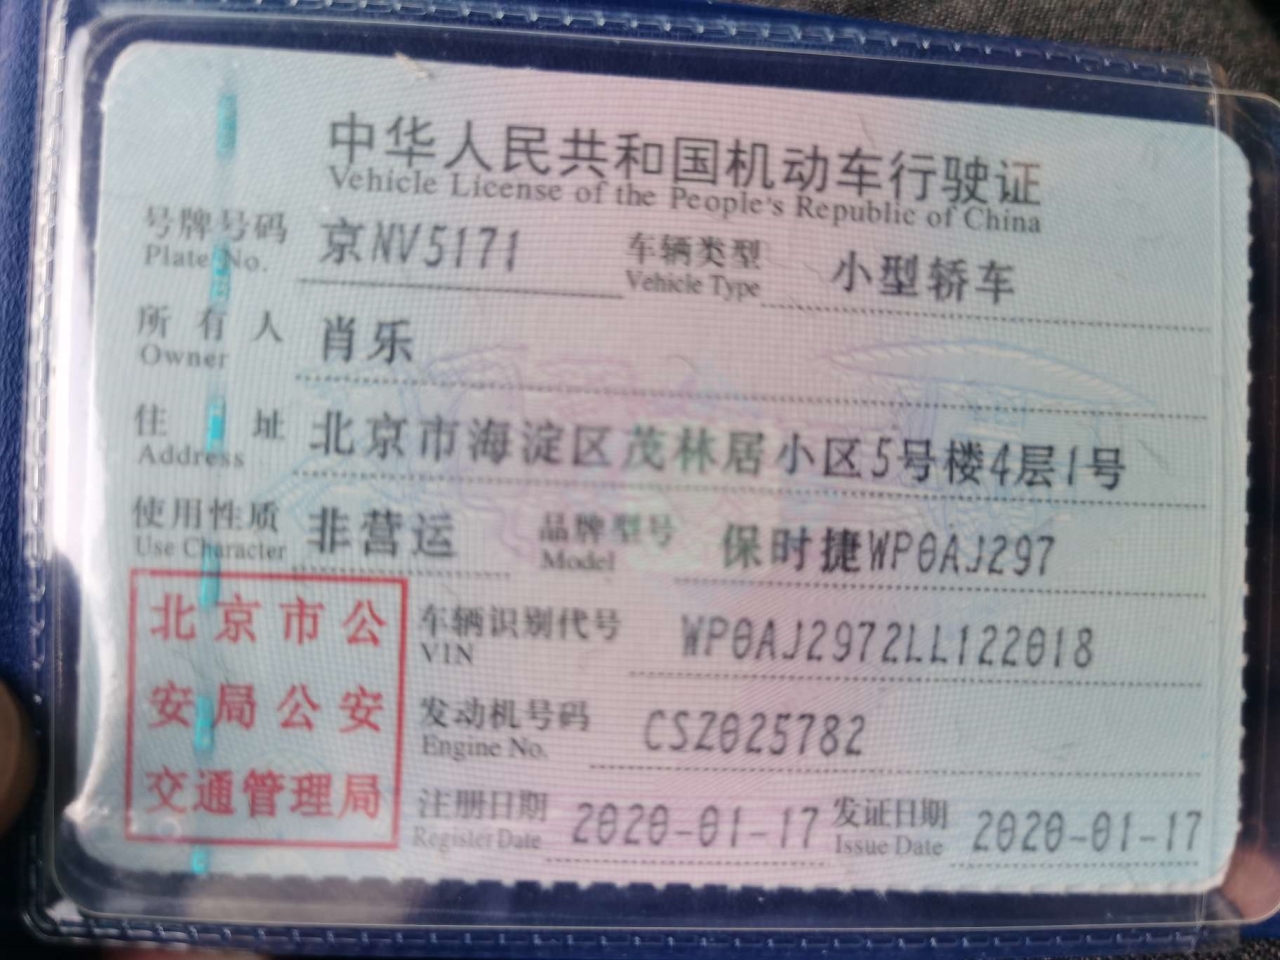 中华人民共和国机动车行驶证
Vehicle License of the People's Republic of China
号牌号码 京NV5171 车辆类型 小型轿车
Plate No. Vehicle Type
所有人 肖乐
Owner
住址 北京市海淀区茂林居小区5号楼4层1号
Address
使用性质 非营运 品牌型号 保时捷WP0AJ297
Use Character Model
北京市公
安局公安
交通管理局
车辆识别代号 WP0AJ2972LL122018
VIN
发动机号码 CSZ025782
Engine No.
注册日期 2020-01-17 发证日期 2020-01-17
Register Date Issue Date